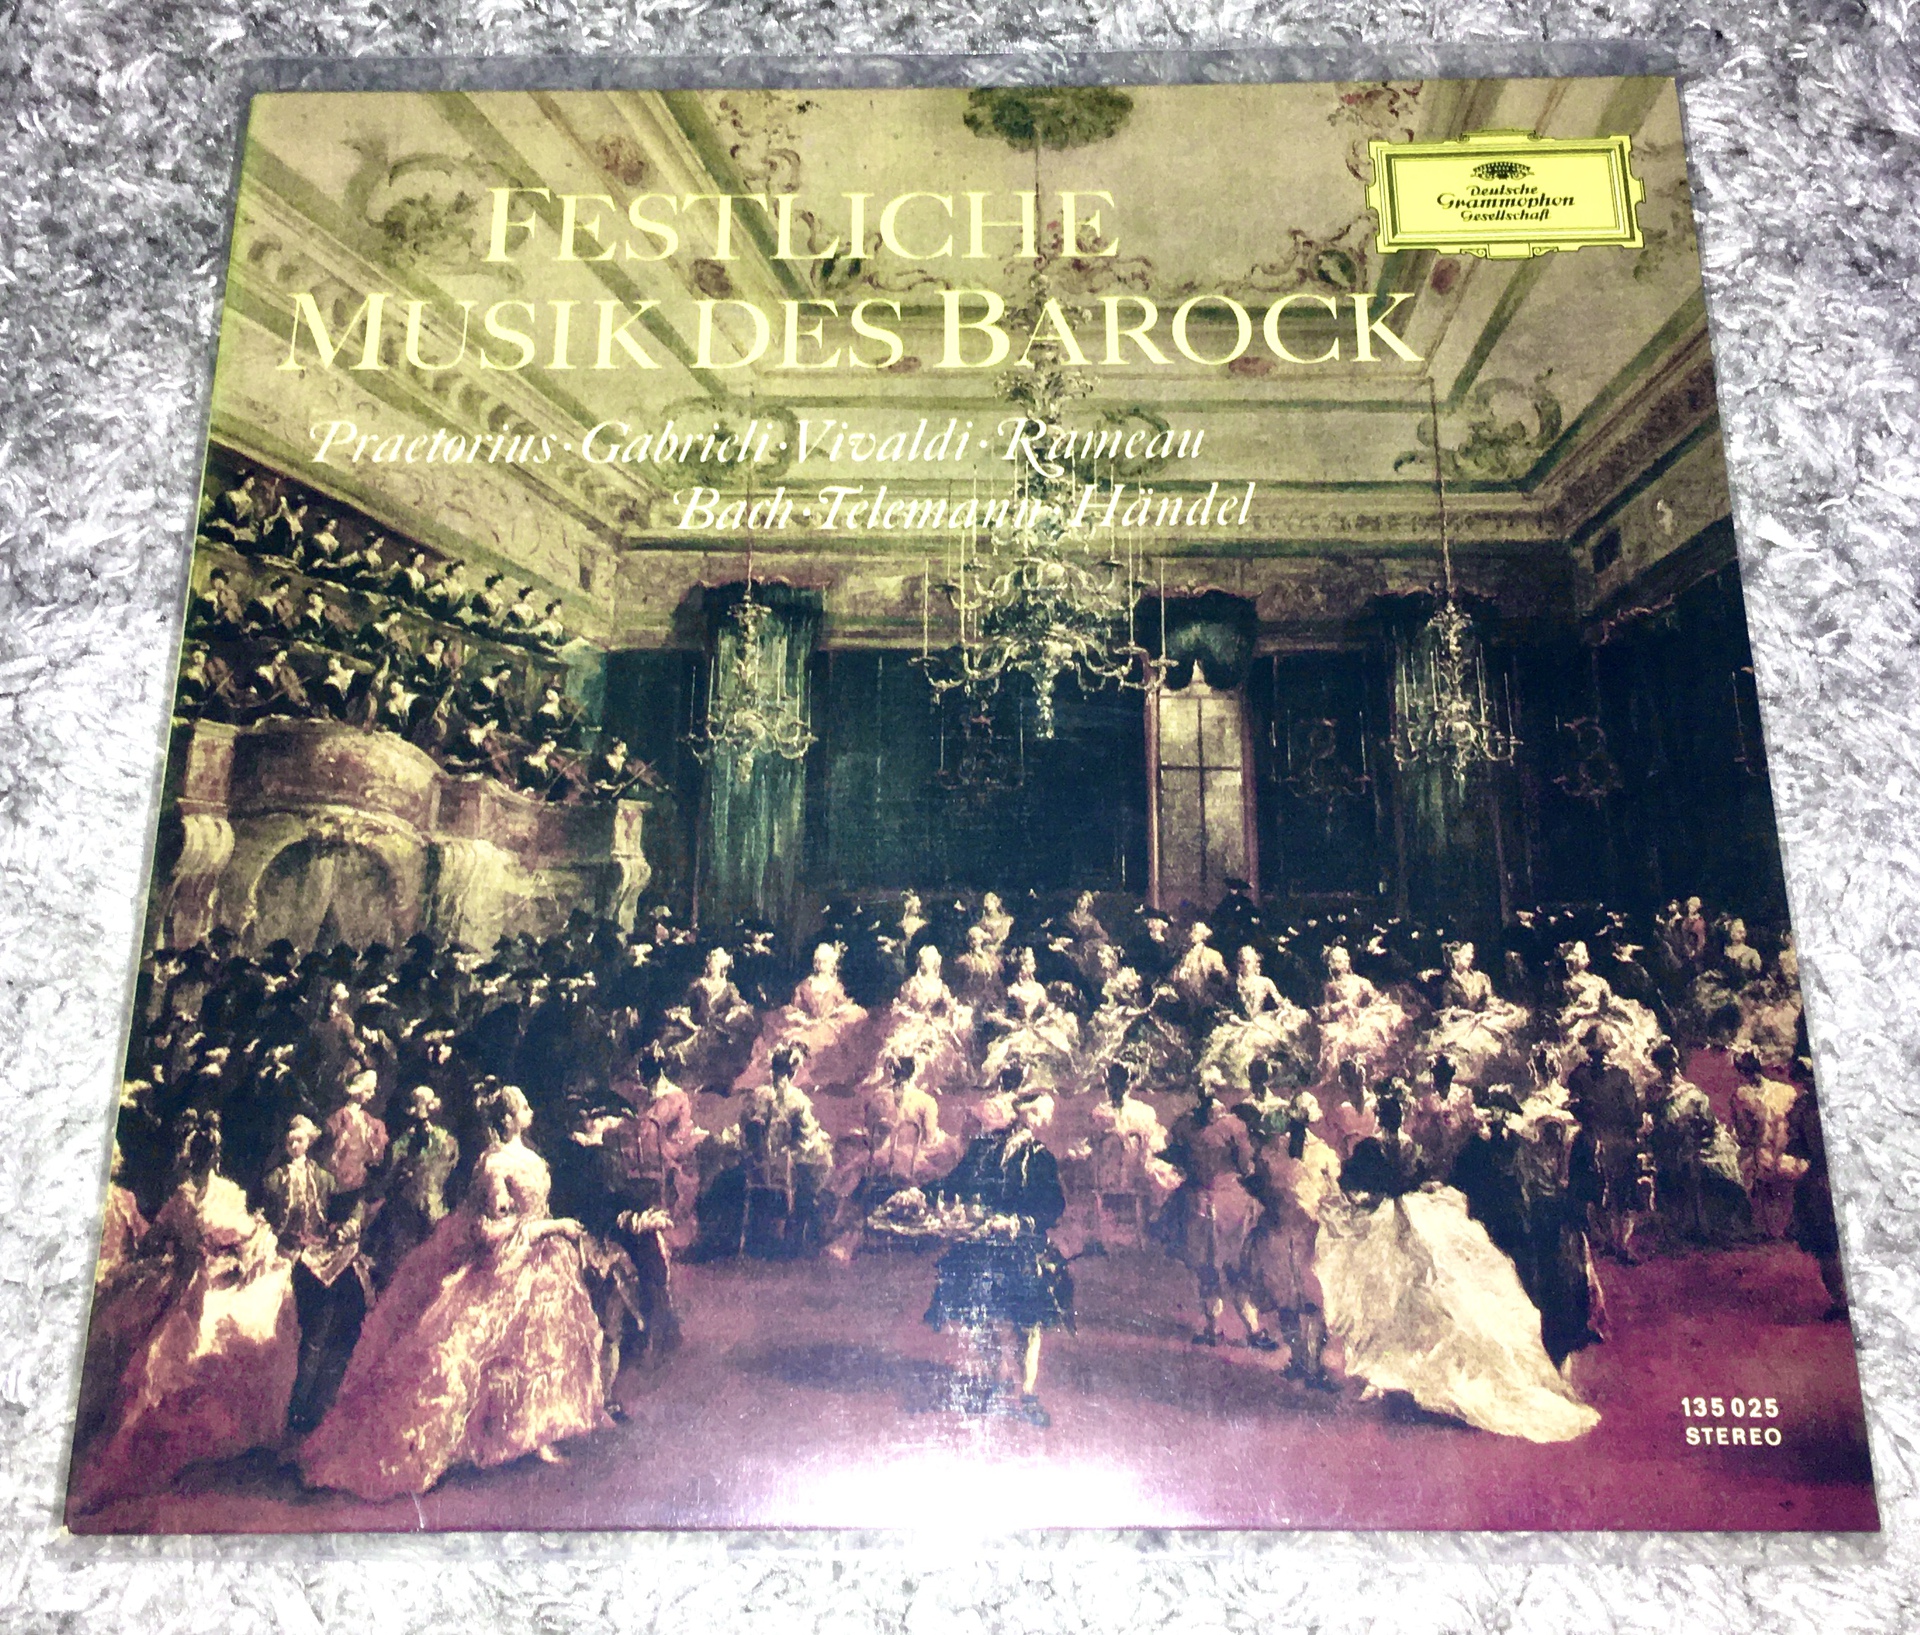 FESTLICHE
MUSIK DES BAROCK
Deutsche
Grammophon
Gesellschaft
Praetorius · Gabrieli · Vivaldi · Rameau
Bach · Telemann · Händel
135 025
STEREO